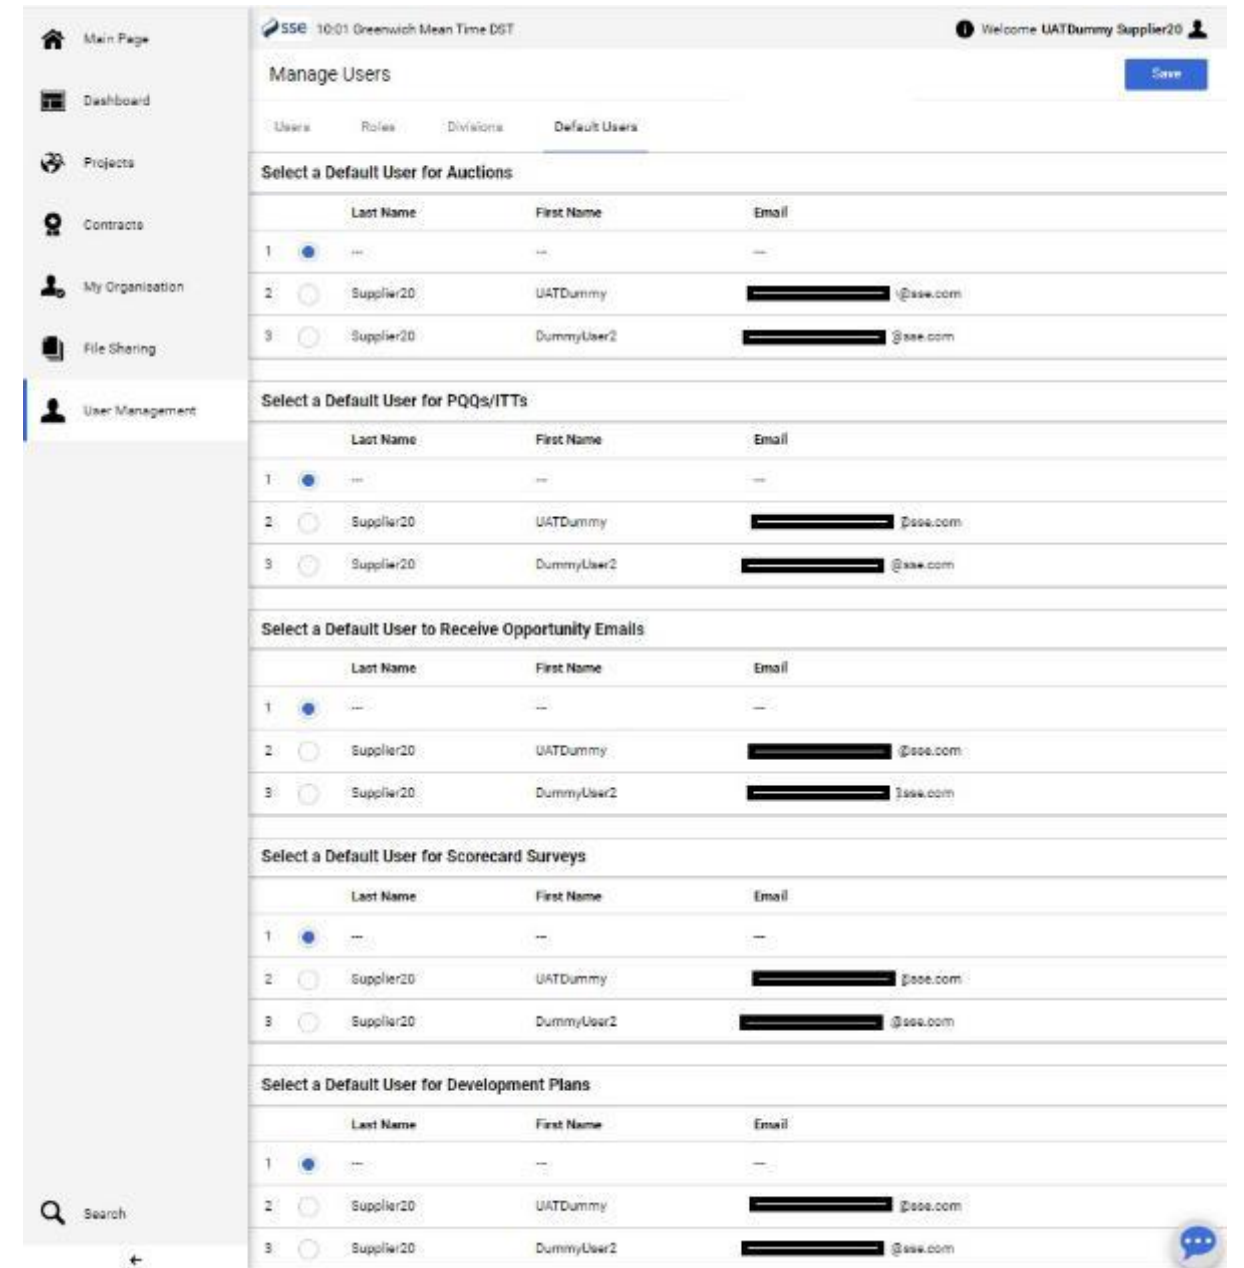 Main Page
Dashboard
Projects
Contracts
My Organisation
File Sharing
User Management
Search
sse 10:01 Greenwich Mean Time DST
Welcome UATDummy Supplier20
Manage Users
Save
Users Roles Divisions Default Users
Select a Default User for Auctions
Last Name First Name Email
1 --- --- ---
2 Supplier20 UATDummy @sse.com
3 Supplier20 DummyUser2 @sse.com
Select a Default User for PQQs/ITTs
Last Name First Name Email
1 --- --- ---
2 Supplier20 UATDummy @sse.com
3 Supplier20 DummyUser2 @sse.com
Select a Default User to Receive Opportunity Emails
Last Name First Name Email
1 --- --- ---
2 Supplier20 UATDummy @sse.com
3 Supplier20 DummyUser2 @sse.com
Select a Default User for Scorecard Surveys
Last Name First Name Email
1 --- --- ---
2 Supplier20 UATDummy @sse.com
3 Supplier20 DummyUser2 @sse.com
Select a Default User for Development Plans
Last Name First Name Email
1 --- --- ---
2 Supplier20 UATDummy @sse.com
3 Supplier20 DummyUser2 @sse.com